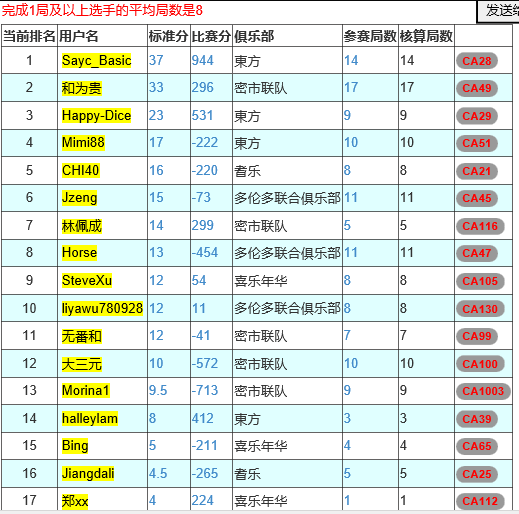 完成1局及以上选手的平均局数是8
发送给
当前排名 用户名 标准分 比赛分 俱乐部 参赛局数 核算局数
1 Sayc_Basic 37 944 東方 14 14 CA28
2 和为贵 33 296 密市联队 17 17 CA49
3 Happy-Dice 23 531 東方 9 9 CA29
4 Mimi88 17 -222 東方 10 10 CA51
5 CHI40 16 -220 耆乐 8 8 CA21
6 Jzeng 15 -73 多伦多联合俱乐部 11 11 CA45
7 林佩成 14 299 密市联队 5 5 CA116
8 Horse 13 -454 多伦多联合俱乐部 11 11 CA47
9 SteveXu 12 54 喜乐年华 8 8 CA105
10 liyawu780928 12 11 多伦多联合俱乐部 8 8 CA130
11 无番和 12 -41 密市联队 7 7 CA99
12 大三元 10 -572 密市联队 10 10 CA100
13 Morina1 9.5 -713 密市联队 9 9 CA1003
14 halleylam 8 412 東方 3 3 CA39
15 Bing 5 -211 喜乐年华 4 4 CA65
16 Jiangdali 4.5 -265 耆乐 5 5 CA25
17 郑xx 4 224 喜乐年华 1 1 CA112